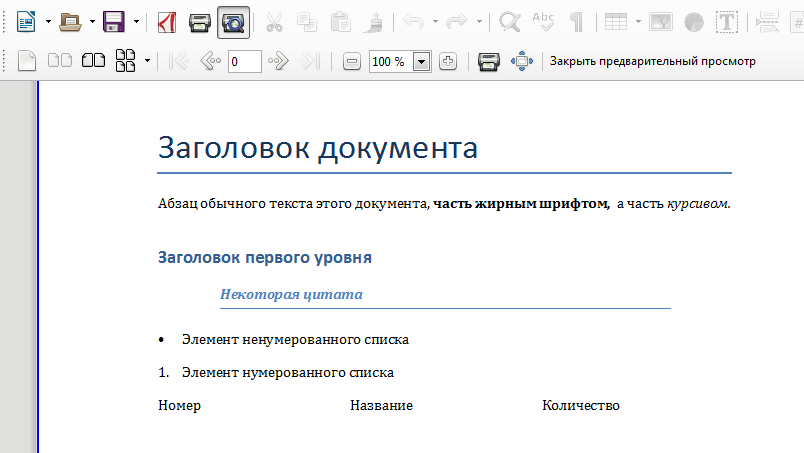 Abc
T
#
0
100 %
Закрыть предварительный просмотр
Заголовок документа
Абзац обычного текста этого документа, часть жирным шрифтом, а часть курсивом.
Заголовок первого уровня
Некоторая цитата
• Элемент ненумерованного списка
1. Элемент нумерованного списка
Номер Название Количество